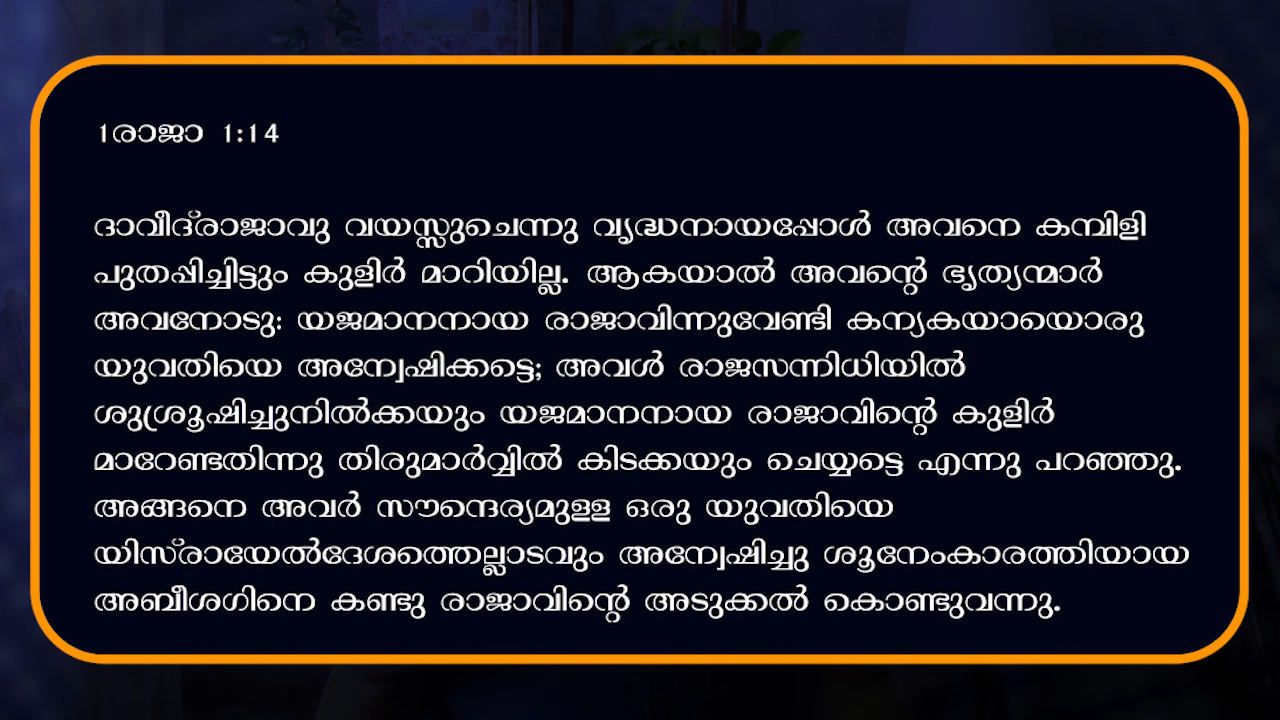 1രാജാ 1:14
ദാവീദ്‌രാജാവു വയസ്സുചെന്നു വൃദ്ധനായപ്പോൾ അവനെ കമ്പിളി
പുതപ്പിച്ചിട്ടും കുളിർ മാറിയില്ല. ആകയാൽ അവന്റെ ഭൃത്യന്മാർ
അവനോടു: യജമാനനായ രാജാവിന്നുവേണ്ടി കന്യകയായൊരു
യുവതിയെ അന്വേഷിക്കട്ടെ; അവൾ രാജസന്നിധിയിൽ
ശുശ്രൂഷിച്ചുനിൽക്കയും യജമാനനായ രാജാവിന്റെ കുളിർ
മാറേണ്ടതിന്നു തിരുമാർവ്വിൽ കിടക്കയും ചെയ്യട്ടെ എന്നു പറഞ്ഞു.
അങ്ങനെ അവർ സൗന്ദെര്യമുള്ള ഒരു യുവതിയെ
യിസ്രായേൽദേശത്തെല്ലാടവും അന്വേഷിച്ചു ശൂനേംകാരത്തിയായ
അബീശഗിനെ കണ്ടു രാജാവിന്റെ അടുക്കൽ കൊണ്ടുവന്നു.